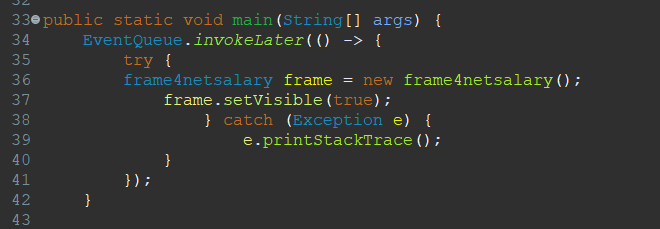 32
33 public static void main(String[] args) {
34     EventQueue.invokeLater(() -> {
35         try {
36         frame4netsalary frame = new frame4netsalary();
37             frame.setVisible(true);
38                 } catch (Exception e) {
39                     e.printStackTrace();
40             }
41         });
42     }
43